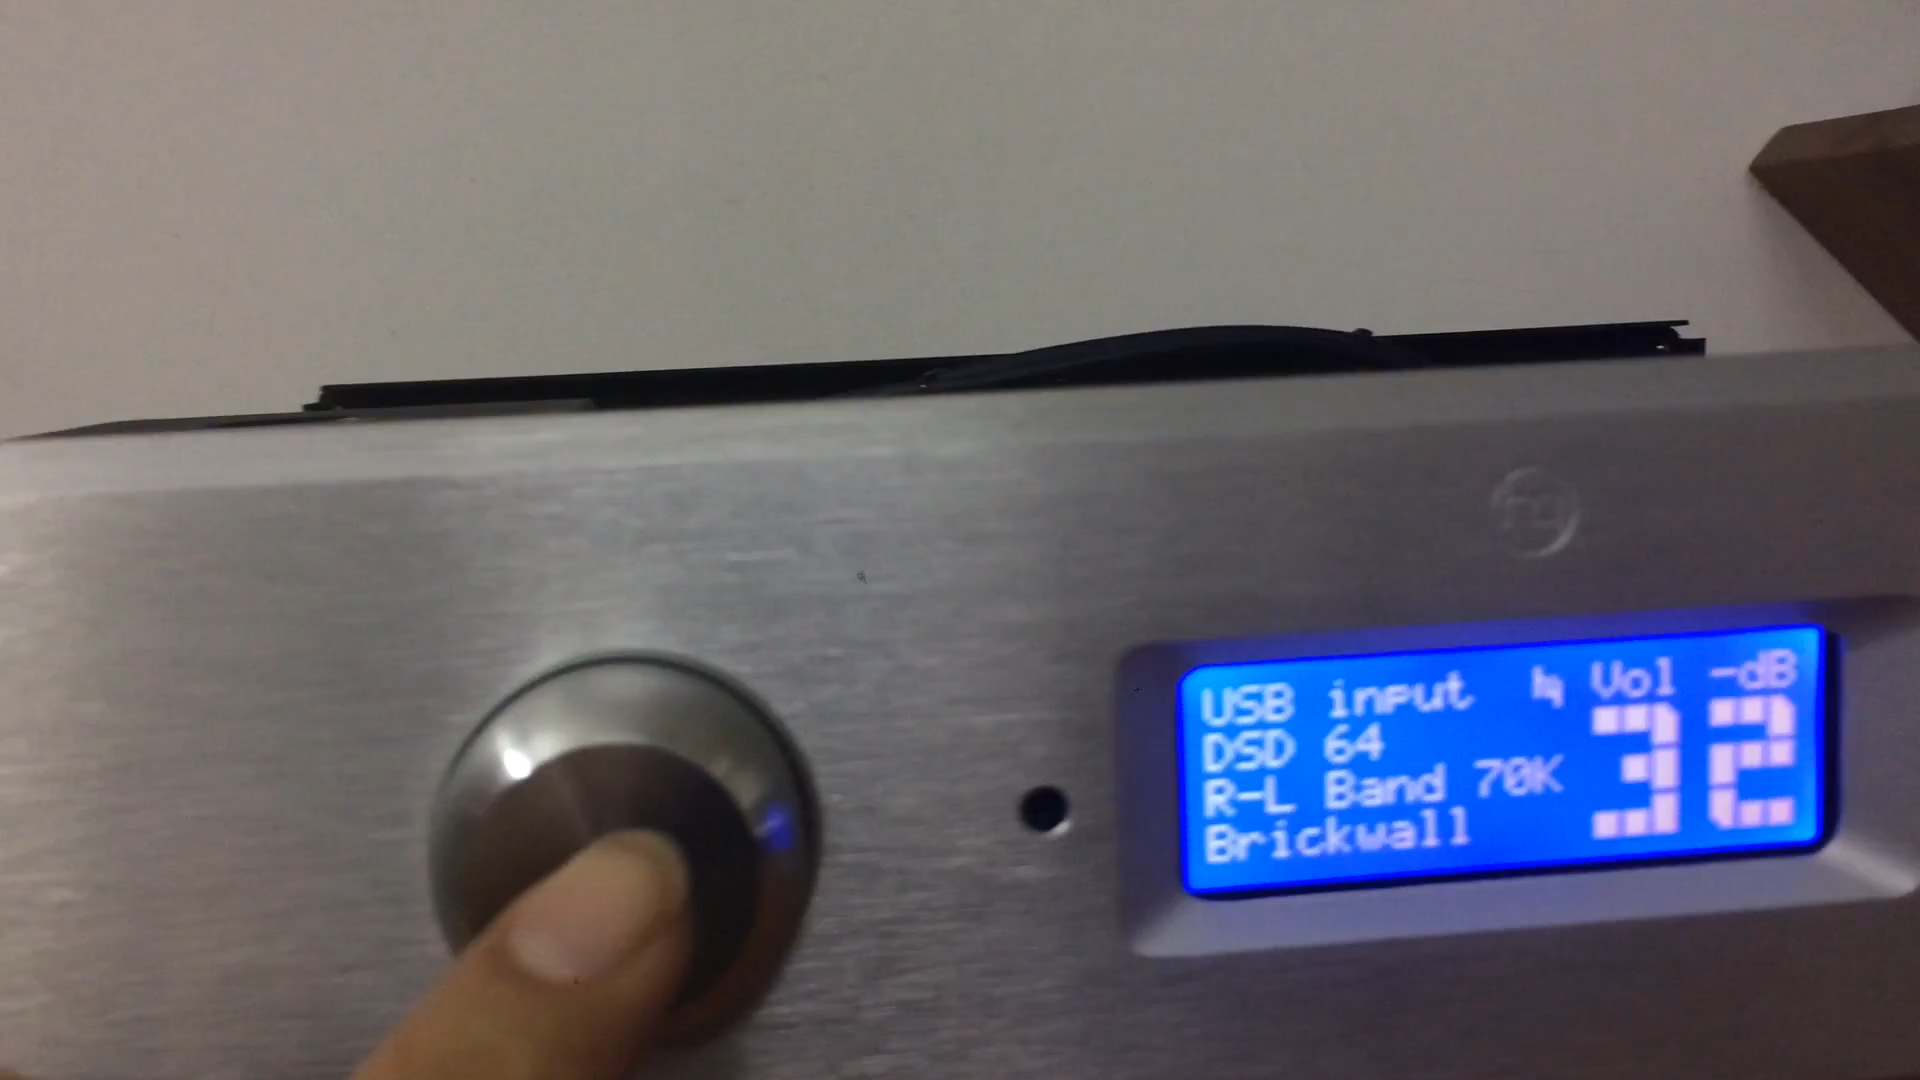 USB input Vol -dB
DSD 64
R-L Band 70K
Brickwall
32